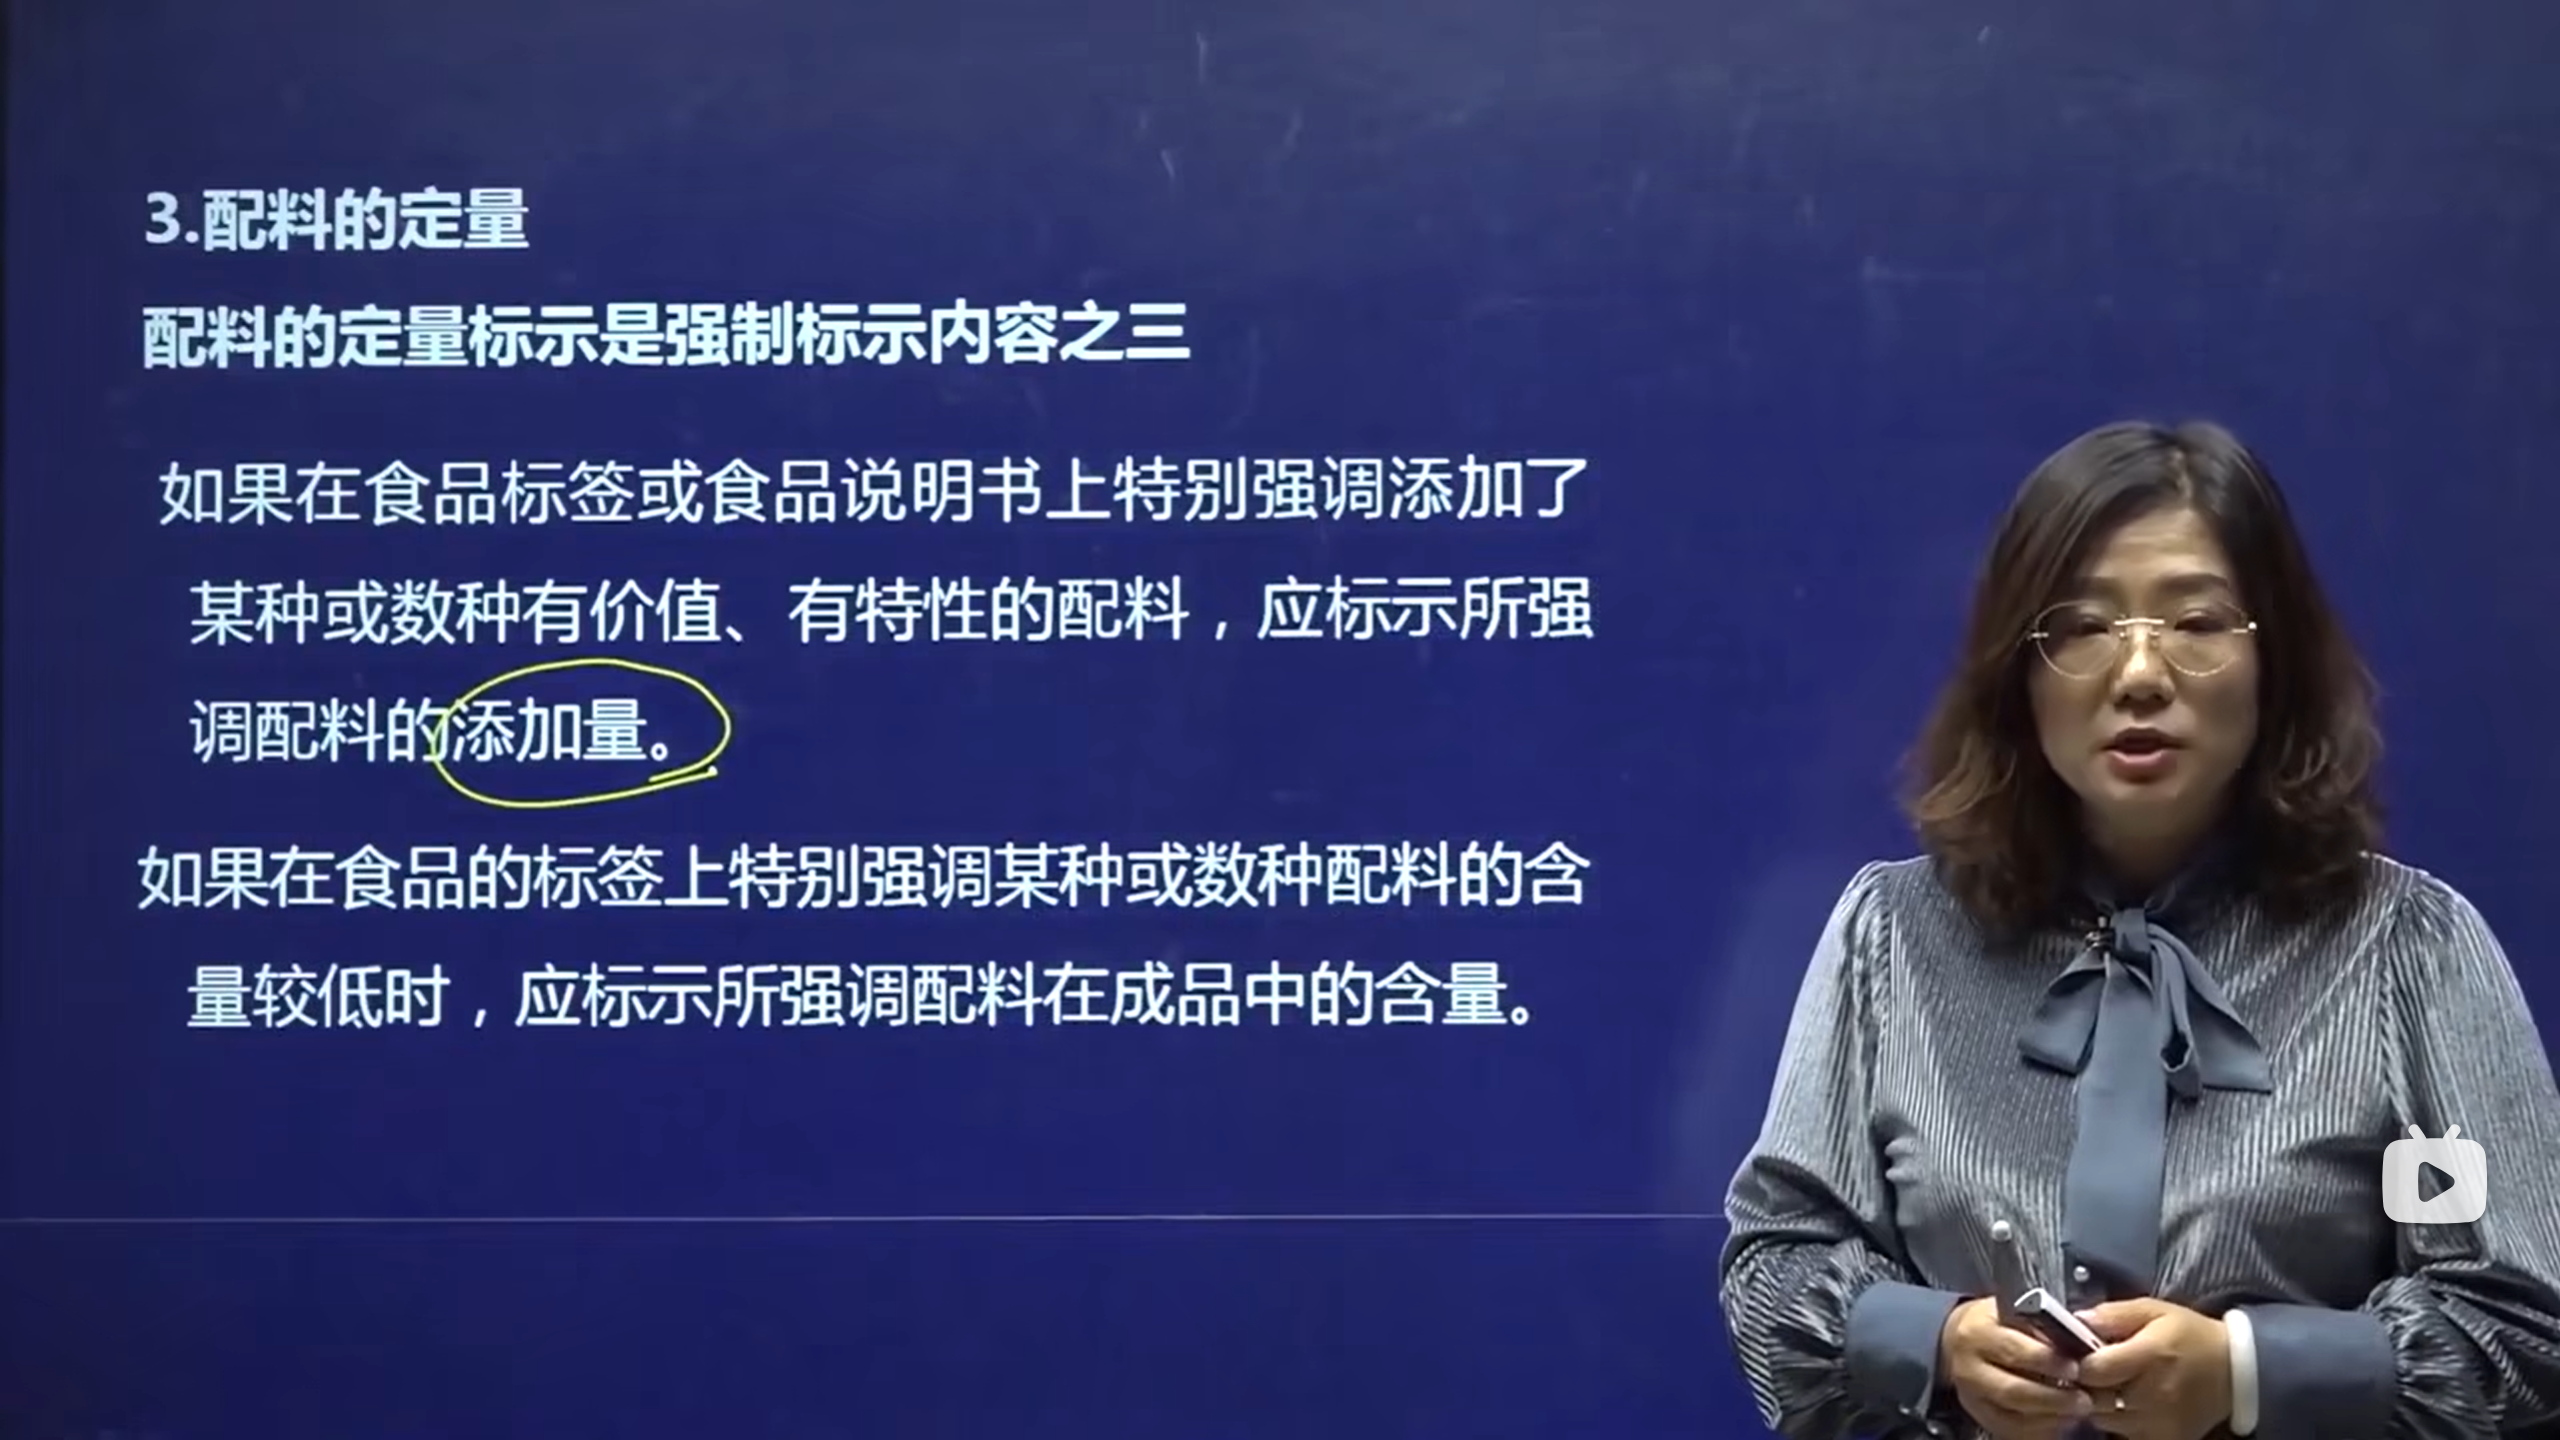 3.配料的定量
配料的定量标示是强制标示内容之三
如果在食品标签或食品说明书上特别强调添加了
某种或数种有价值、有特性的配料，应标示所强
调配料的添加量。
如果在食品的标签上特别强调某种或数种配料的含
量较低时，应标示所强调配料在成品中的含量。